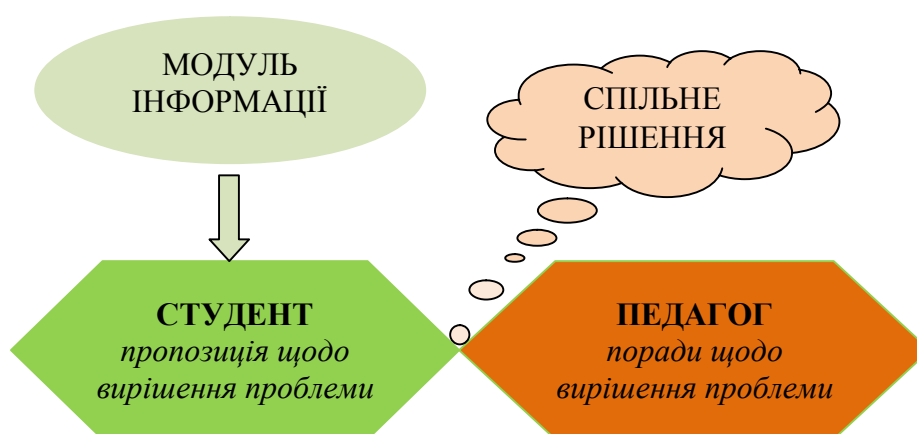 МОДУЛЬ
ІНФОРМАЦІЇ
СПІЛЬНЕ
РІШЕННЯ
СТУДЕНТ
пропозиція щодо
вирішення проблеми
ПЕДАГОГ
поради щодо
вирішення проблеми